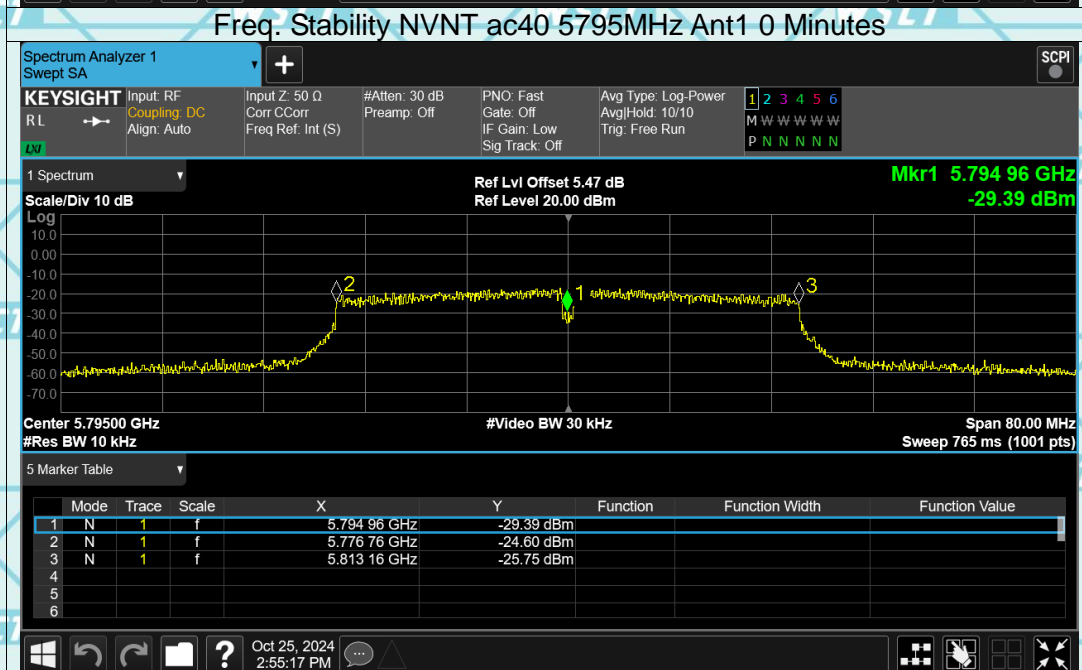 Freq. Stability NVNT ac40 5795MHz Ant1 0 Minutes
Spectrum Analyzer 1
Swept SA
+
SCPI
KEYSIGHT
RL
LXI
Input: RF
Coupling: DC
Align: Auto
Input Z: 50 Ω
Corr CCorr
Freq Ref: Int (S)
#Atten: 30 dB
Preamp: Off
PNO: Fast
Gate: Off
IF Gain: Low
Sig Track: Off
Avg Type: Log-Power
Avg|Hold: 10/10
Trig: Free Run
1 2 3 4 5 6
M W W W W W
P N N N N N
1 Spectrum
Scale/Div 10 dB
Ref Lvl Offset 5.47 dB
Ref Level 20.00 dBm
Mkr1 5.794 96 GHz
-29.39 dBm
Log
10.0
0.00
-10.0
-20.0
-30.0
-40.0
-50.0
-60.0
-70.0
2
1
3
Center 5.79500 GHz
#Video BW 30 kHz
Span 80.00 MHz
#Res BW 10 kHz
Sweep 765 ms (1001 pts)
5 Marker Table
Mode Trace Scale X Y Function Function Width Function Value
1 N 1 f 5.794 96 GHz -29.39 dBm
2 N 1 f 5.776 76 GHz -24.60 dBm
3 N 1 f 5.813 16 GHz -25.75 dBm
4
5
6
?
Oct 25, 2024
2:55:17 PM